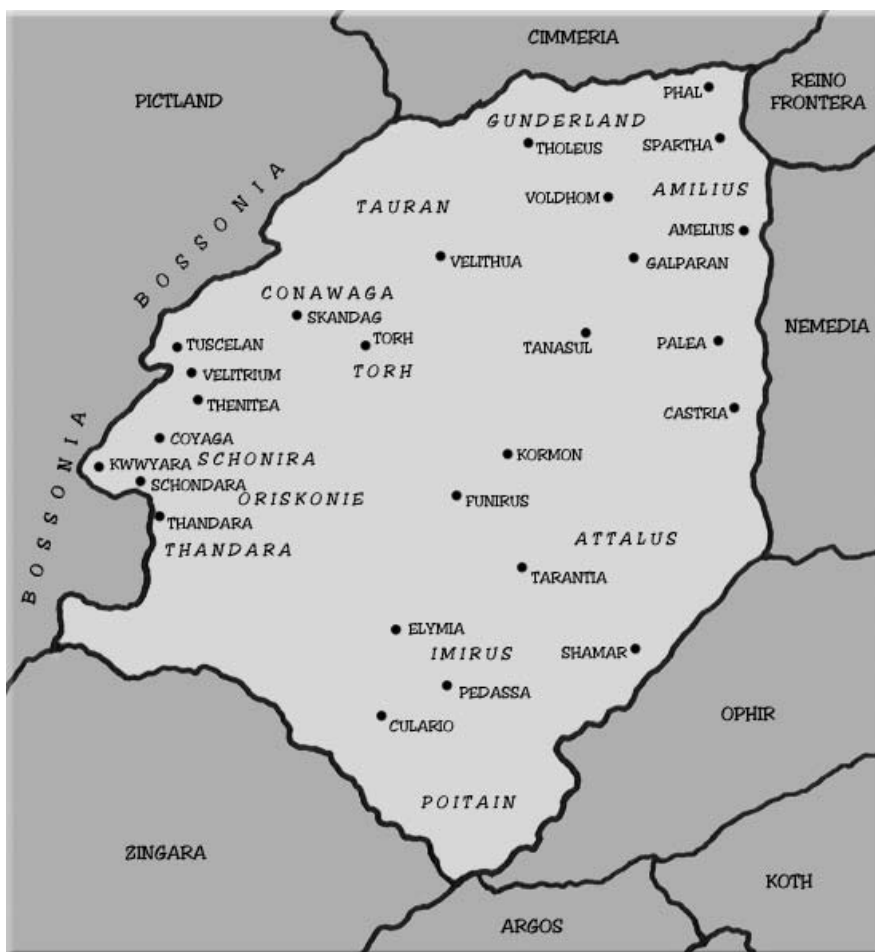 CIMMERIA
PICTLAND
REINO
FRONTERA
PHAL
GUNDERLAND
THOLEUS
SPARTHA
BOSSONIA
TAURAN
VOLDHOM
AMILIUS
AMELIUS
VELITHUA
GALPARAN
CONAWAGA
SKANDAG
NEMEDIA
TUSCELAN
TORH
TANASUL
PALEA
VELITRIUM
TORH
THENITEA
CASTRIA
BOSSONIA
COYAGA
KWWYARA
SCHONIRA
KORMON
SCHONDARA
ORISKONIE
FUNIRUS
THANDARA
THANDARA
ATTALUS
TARANTIA
ELYMIA
IMIRUS
SHAMAR
PEDASSA
CULARIO
OPHIR
POITAIN
ZINGARA
KOTH
ARGOS